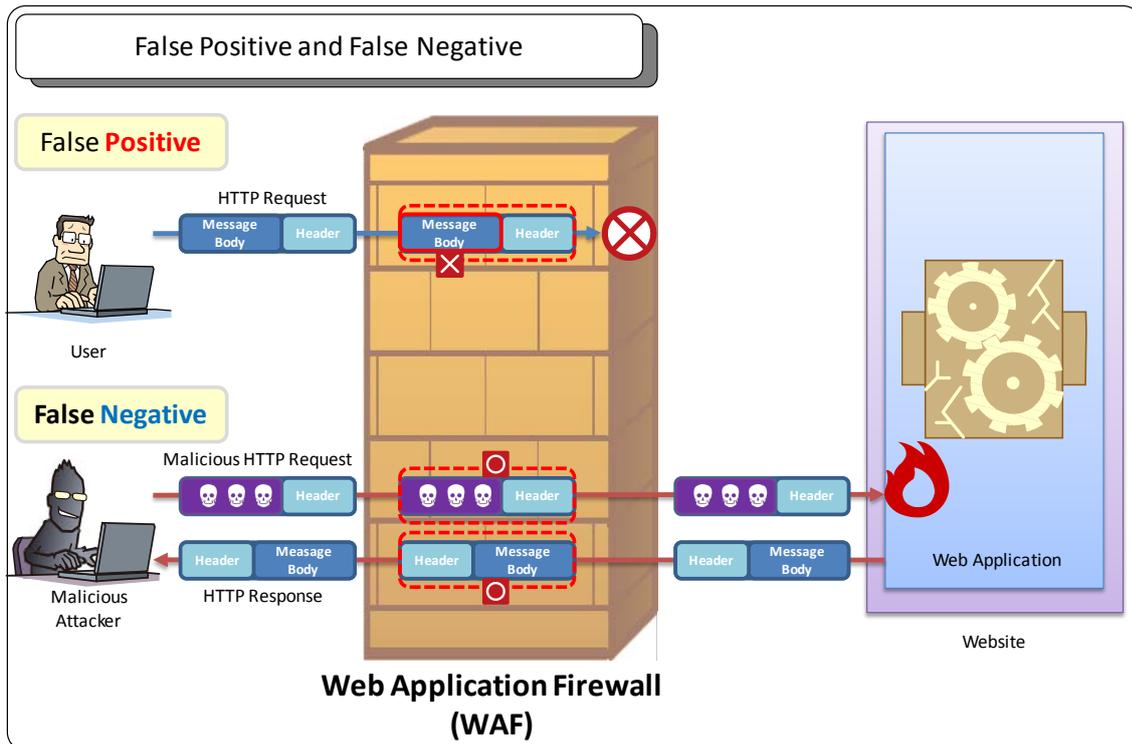 False Positive and False Negative
False Positive
HTTP Request
Message
Body
Header
Message
Body
Header
User
False Negative
Malicious HTTP Request
Header
Header
Header
Header
Meassage
Body
Header
Message
Body
Header
Message
Body
HTTP Response
Malicious
Attacker
Web Application
Website
Web Application Firewall
(WAF)